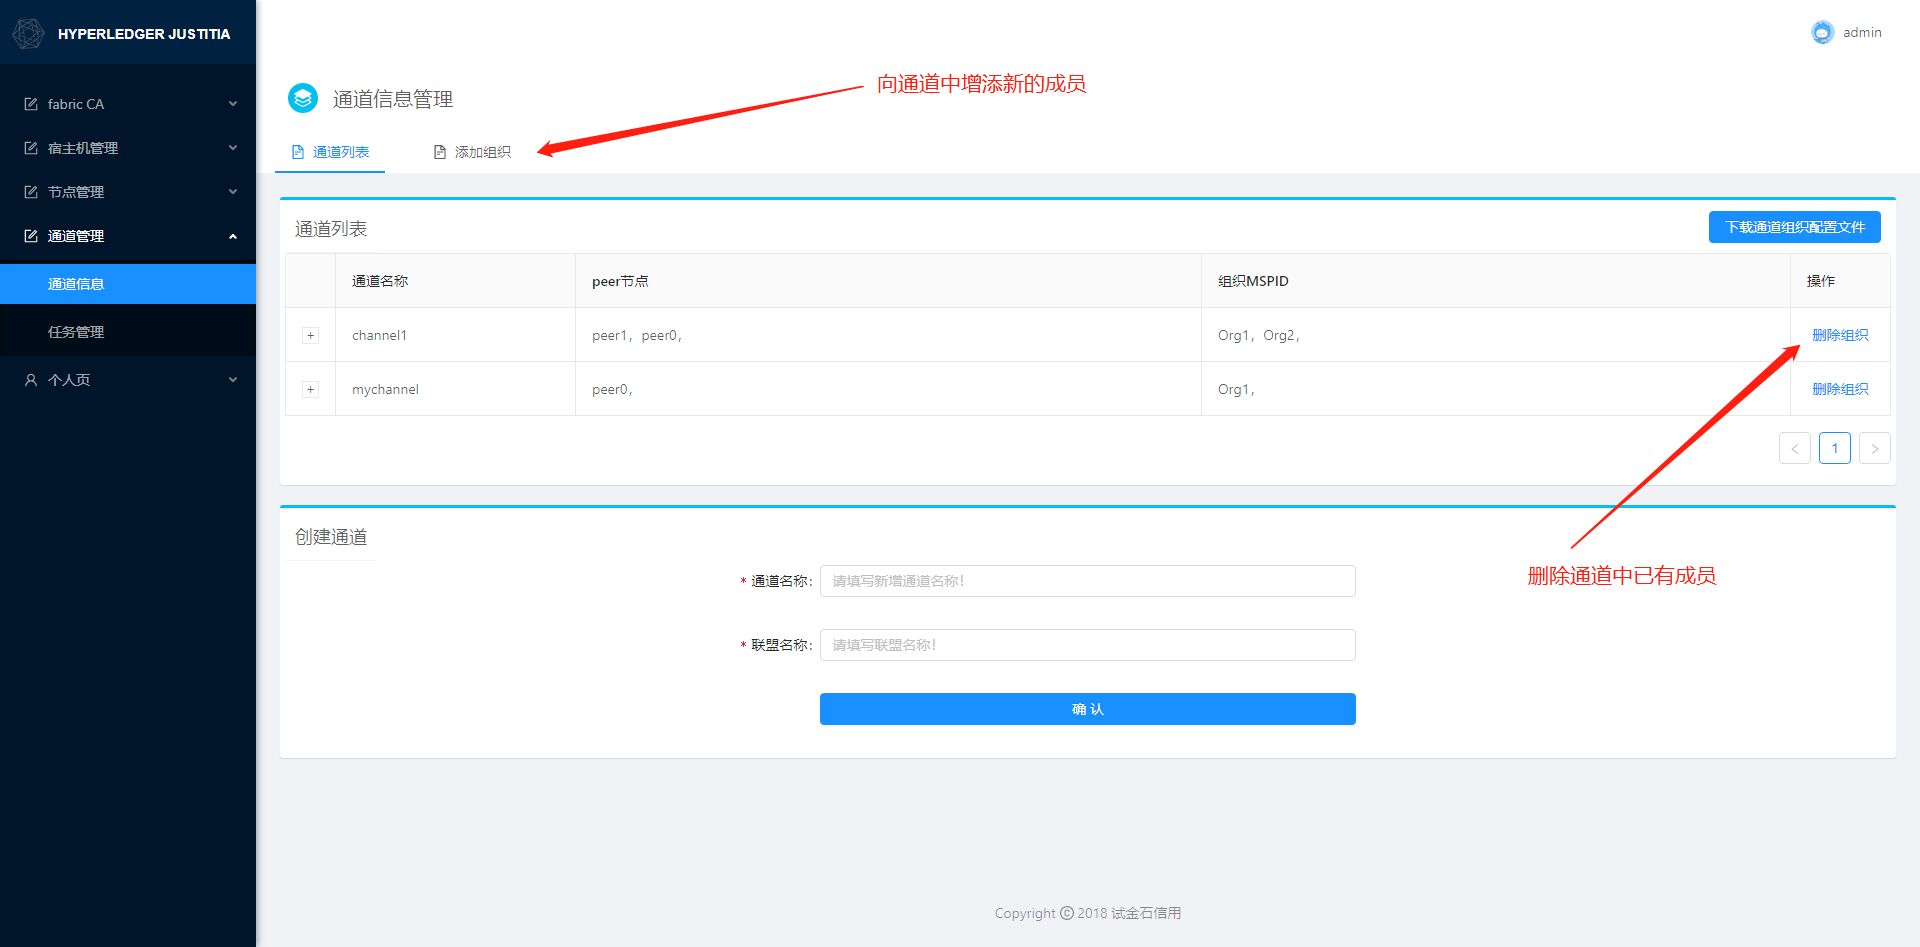 HYPERLEDGER JUSTITIA
admin
fabric CA
宿主机管理
节点管理
通道管理
通道信息
任务管理
个人页
通道信息管理
向通道中增添新的成员
通道列表
添加组织
通道列表
下载通道组织配置文件
通道名称
peer节点
组织MSPID
操作
channel1
peer1，peer0，
Org1，Org2，
删除组织
mychannel
peer0，
Org1，
删除组织
1
删除通道中已有成员
创建通道
* 通道名称：
请填写新增通道名称！
* 联盟名称：
请填写联盟名称！
确 认
Copyright © 2018 试金石信用